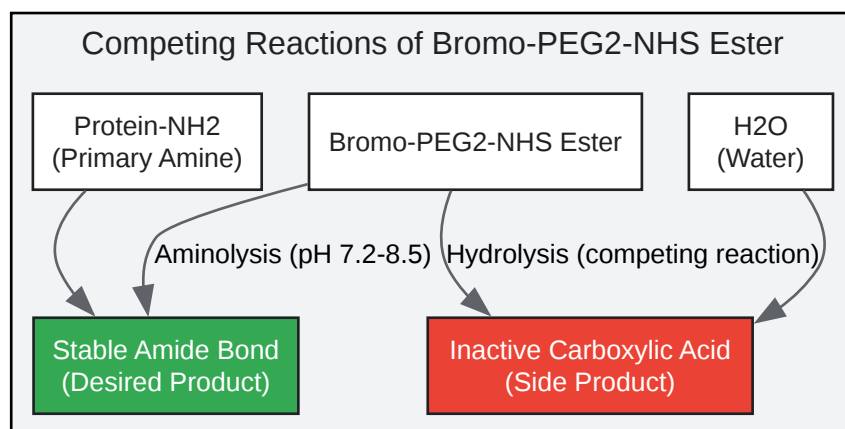 Competing Reactions of Bromo-PEG2-NHS Ester
Protein-NH2
(Primary Amine)
Bromo-PEG2-NHS Ester
H2O
(Water)
Aminolysis (pH 7.2-8.5)
Hydrolysis (competing reaction)
Stable Amide Bond
(Desired Product)
Inactive Carboxylic Acid
(Side Product)